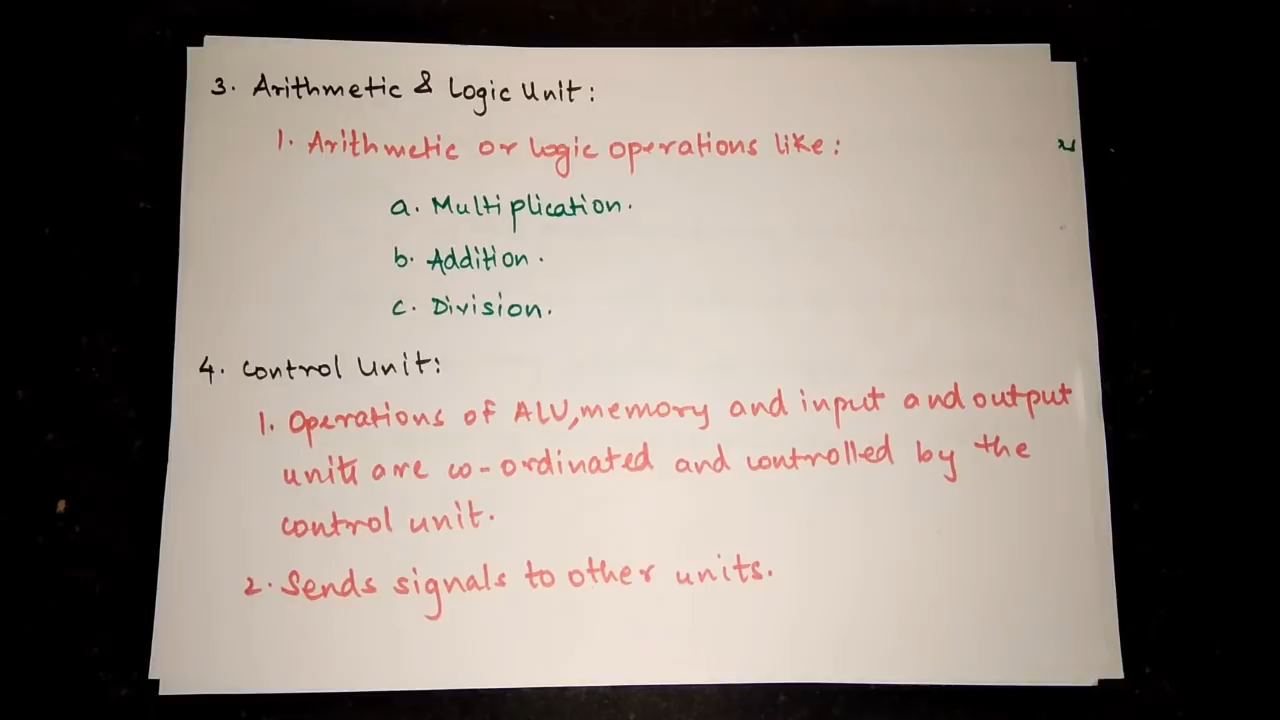 3. Arithmetic & Logic Unit:
1. Arithmetic or logic operations like:
a. Multiplication.
b. Addition.
c. Division.
4. Control Unit:
1. Operations of ALU, memory and input and output
units are co-ordinated and controlled by the
control unit.
2. Sends signals to other units.